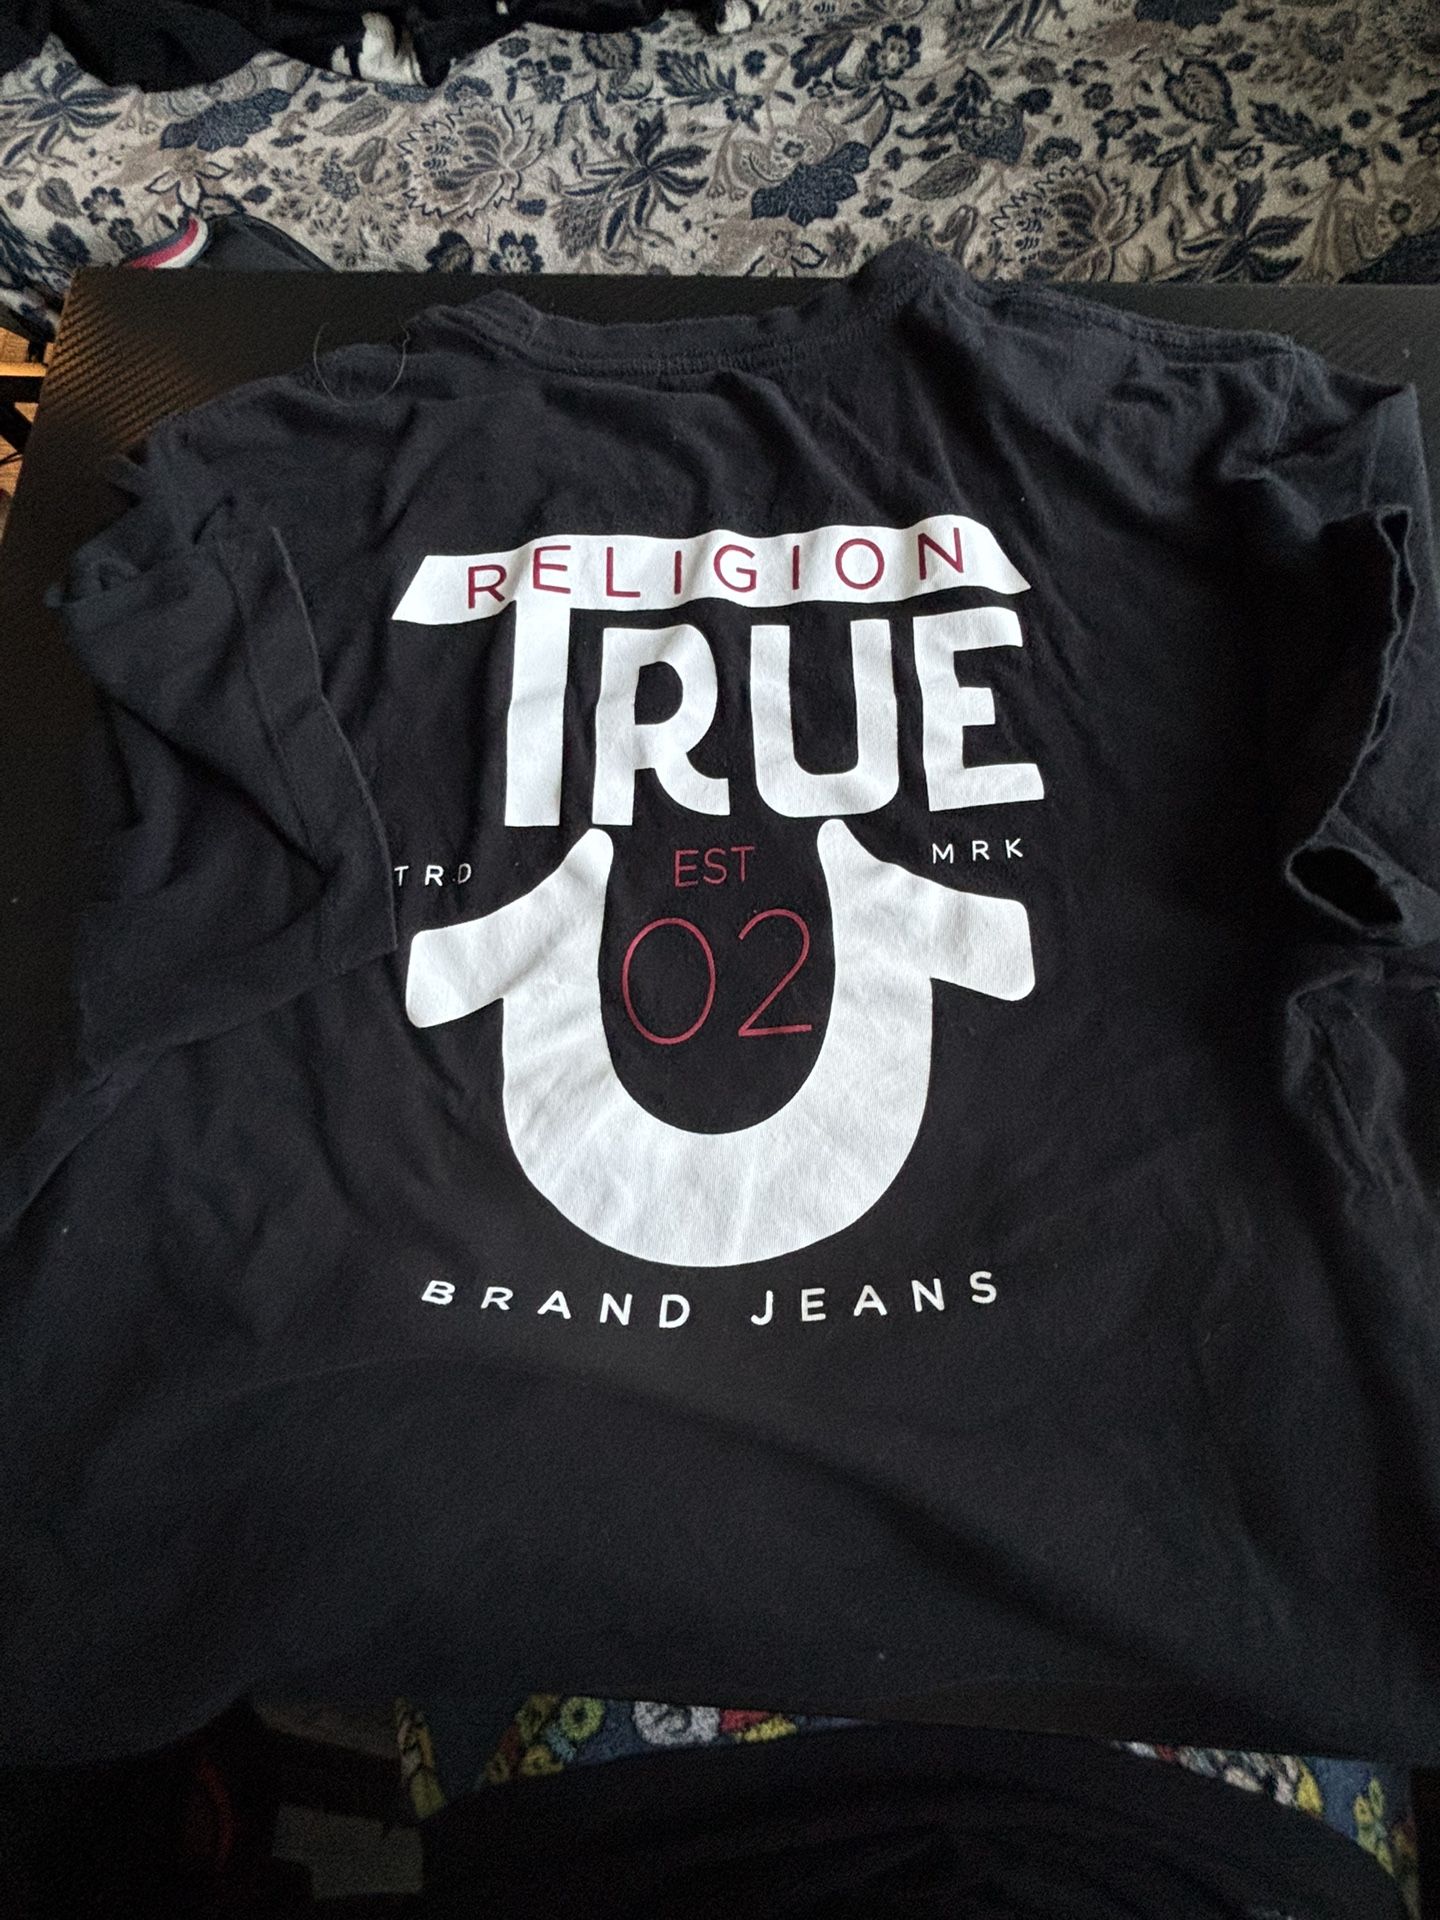 RELIGION
TRUE
TRD EST MRK
02
BRAND JEANS